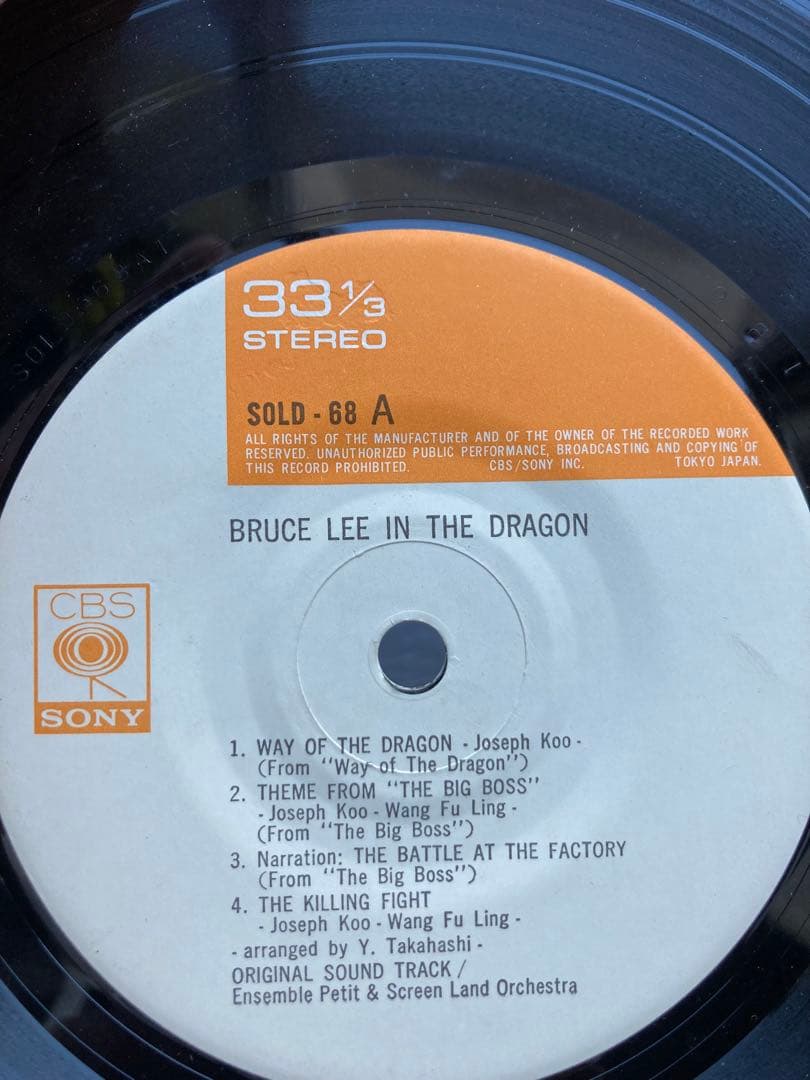 33 1/3
STEREO
SOLD - 68 A
ALL RIGHTS OF THE MANUFACTURER AND OF THE OWNER OF THE RECORDED WORK
RESERVED. UNAUTHORIZED PUBLIC PERFORMANCE, BROADCASTING AND COPYING OF
THIS RECORD PROHIBITED. CBS/SONY INC. TOKYO JAPAN.
BRUCE LEE IN THE DRAGON
CBS
SONY
1. WAY OF THE DRAGON - Joseph Koo -
(From "Way of The Dragon")
2. THEME FROM "THE BIG BOSS"
- Joseph Koo - Wang Fu Ling -
(From "The Big Boss")
3. Narration: THE BATTLE AT THE FACTORY
(From "The Big Boss")
4. THE KILLING FIGHT
- Joseph Koo - Wang Fu Ling -
- arranged by Y. Takahashi -
ORIGINAL SOUND TRACK /
Ensemble Petit & Screen Land Orchestra